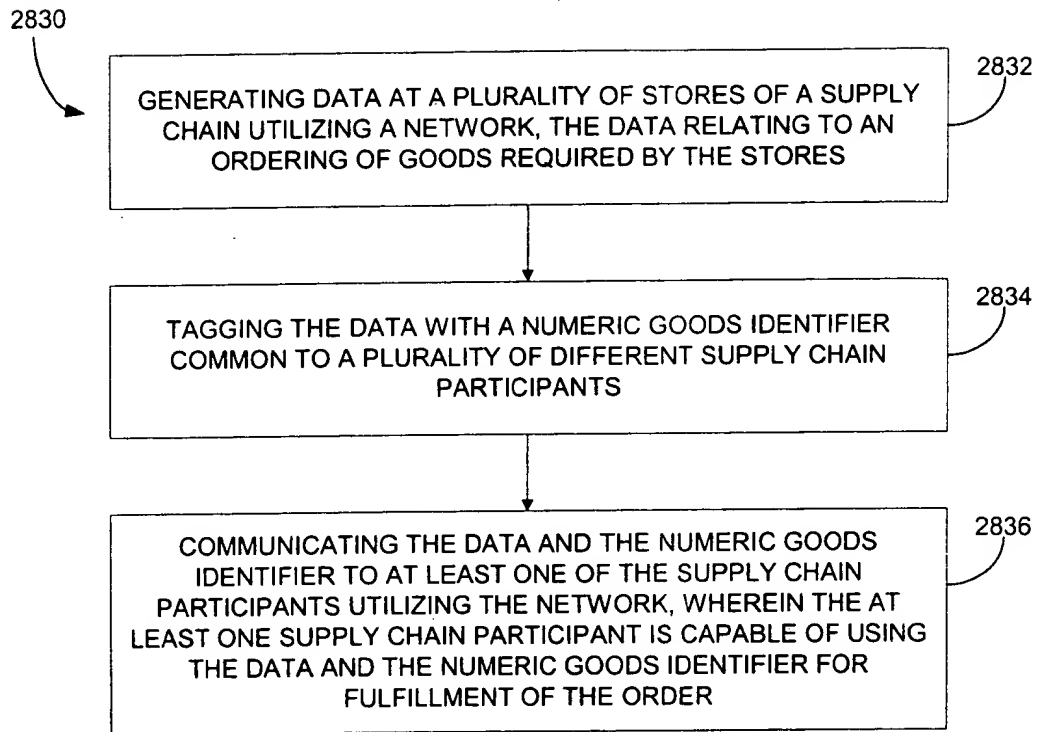 2830
2832
GENERATING DATA AT A PLURALITY OF STORES OF A SUPPLY
CHAIN UTILIZING A NETWORK, THE DATA RELATING TO AN
ORDERING OF GOODS REQUIRED BY THE STORES
2834
TAGGING THE DATA WITH A NUMERIC GOODS IDENTIFIER
COMMON TO A PLURALITY OF DIFFERENT SUPPLY CHAIN
PARTICIPANTS
2836
COMMUNICATING THE DATA AND THE NUMERIC GOODS
IDENTIFIER TO AT LEAST ONE OF THE SUPPLY CHAIN
PARTICIPANTS UTILIZING THE NETWORK, WHEREIN THE AT
LEAST ONE SUPPLY CHAIN PARTICIPANT IS CAPABLE OF USING
THE DATA AND THE NUMERIC GOODS IDENTIFIER FOR
FULFILLMENT OF THE ORDER